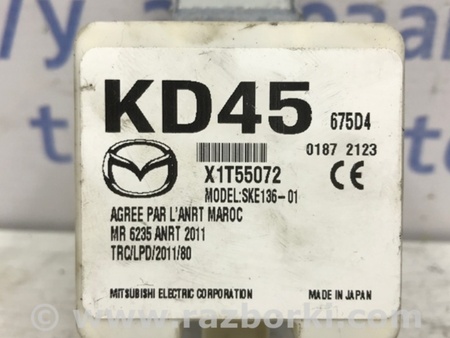 KD45 675D4
0187 2123
X1T55072
MODEL:SKE136-01
AGREE PAR L'ANRT MAROC
MR 6235 ANRT 2011
TRC/LPD/2011/80
MITSUBISHI ELECTRIC CORPORATION MADE IN JAPAN
www.razborki.com